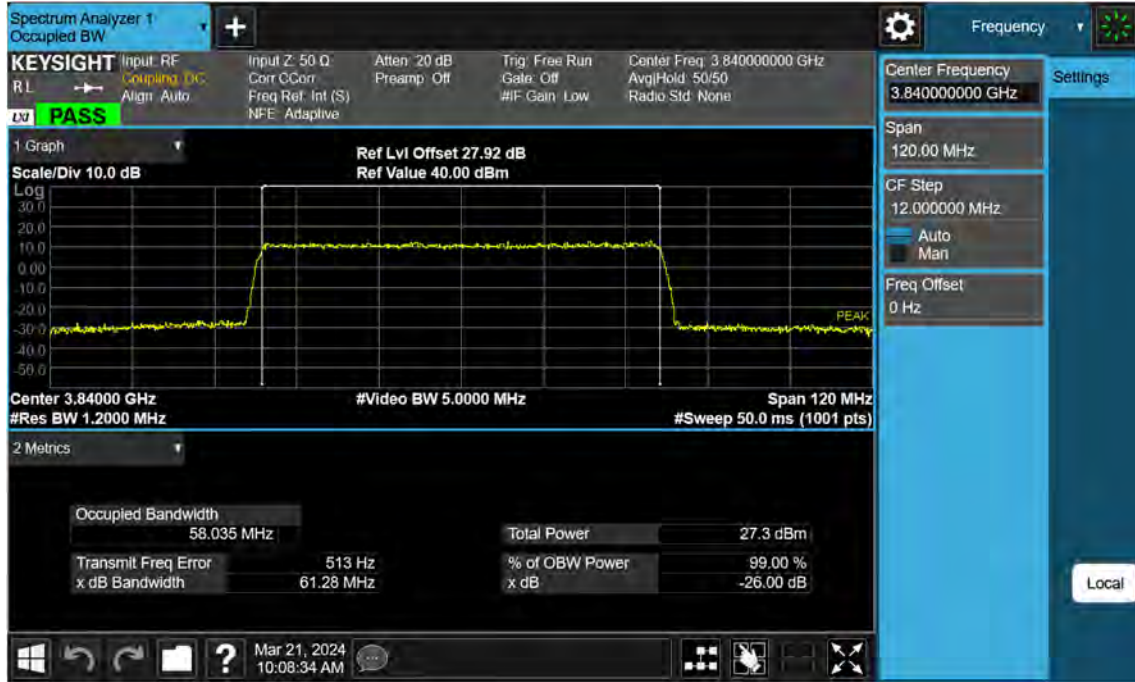 Spectrum Analyzer 1
Occupied BW
+
Frequency
KEYSIGHT
Input: RF
Input Z: 50 Ω
Atten: 20 dB
Trig: Free Run
Center Freq: 3.840000000 GHz
RL
Coupling: DC
Corr CCorr
Preamp: Off
Gate: Off
Avg|Hold: 50/50
Align: Auto
Freq Ref: Int (S)
#IF Gain: Low
Radio Std: None
LXI
PASS
NFE: Adaptive
Center Frequency
3.840000000 GHz
Settings
Span
120.00 MHz
CF Step
12.000000 MHz
Auto
Man
Freq Offset
0 Hz
1 Graph
Ref Lvl Offset 27.92 dB
Scale/Div 10.0 dB
Ref Value 40.00 dBm
Log
30.0
20.0
10.0
0.00
-10.0
-20.0
-30.0
-40.0
-50.0
PEAK
Center 3.84000 GHz
#Video BW 5.0000 MHz
Span 120 MHz
#Res BW 1.2000 MHz
#Sweep 50.0 ms (1001 pts)
2 Metrics
Occupied Bandwidth
58.035 MHz
Total Power
27.3 dBm
Transmit Freq Error
513 Hz
% of OBW Power
99.00 %
x dB Bandwidth
61.28 MHz
x dB
-26.00 dB
Local
?
Mar 21, 2024
10:08:34 AM